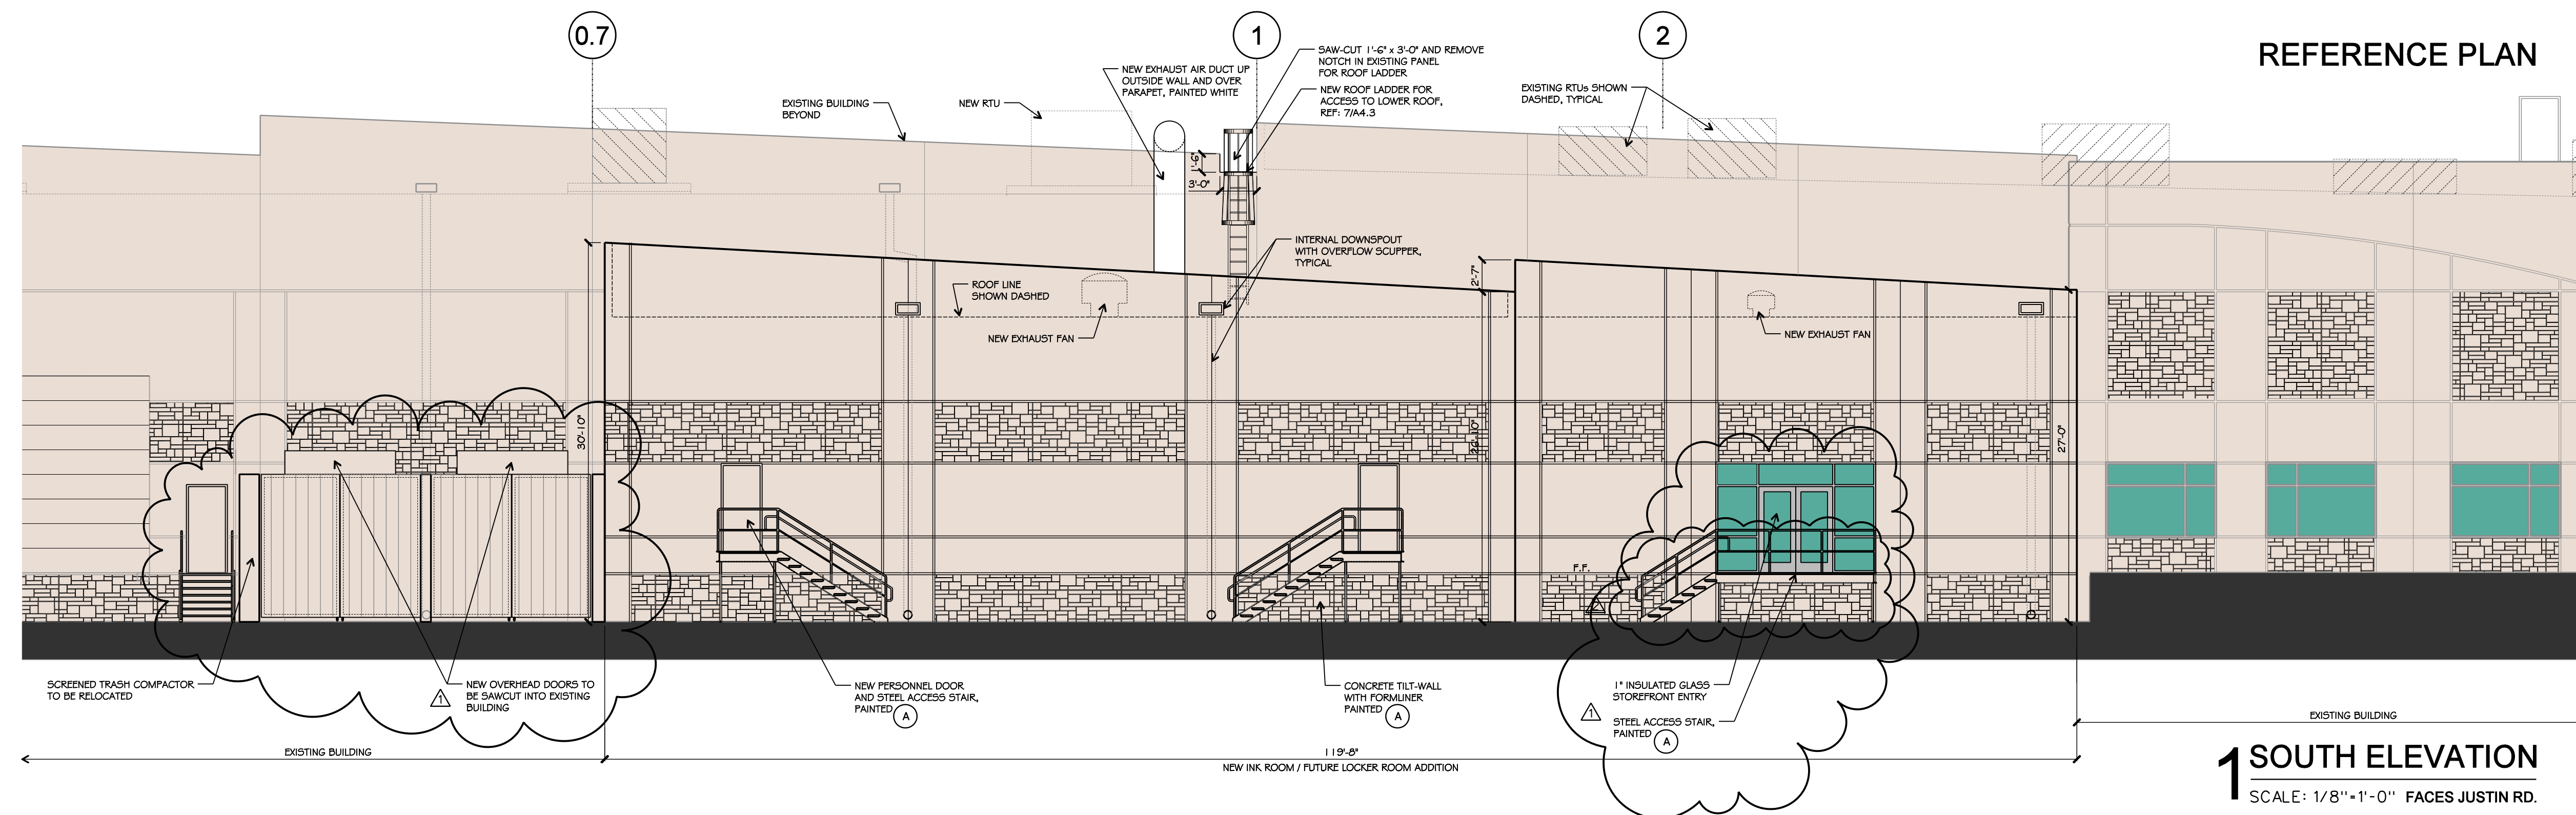 0.7
1
2
REFERENCE PLAN
SAW-CUT 1'-6" x 3'-0" AND REMOVE
NOTCH IN EXISTING PANEL
FOR ROOF LADDER
NEW EXHAUST AIR DUCT UP
OUTSIDE WALL AND OVER
PARAPET, PAINTED WHITE
NEW ROOF LADDER FOR
ACCESS TO LOWER ROOF,
REF: 7/A4.3
EXISTING BUILDING
BEYOND
NEW RTU
EXISTING RTUs SHOWN
DASHED, TYPICAL
1'-6"
3'-0"
INTERNAL DOWNSPOUT
WITH OVERFLOW SCUPPER,
TYPICAL
2'-7"
ROOF LINE
SHOWN DASHED
NEW EXHAUST FAN
NEW EXHAUST FAN
30'-10"
26'-10"
27'-0"
F.F.
SCREENED TRASH COMPACTOR
TO BE RELOCATED
1
NEW OVERHEAD DOORS TO
BE SAWCUT INTO EXISTING
BUILDING
NEW PERSONNEL DOOR
AND STEEL ACCESS STAIR,
PAINTED A
CONCRETE TILT-WALL
WITH FORMLINER
PAINTED A
1" INSULATED GLASS
STOREFRONT ENTRY
1
STEEL ACCESS STAIR,
PAINTED A
EXISTING BUILDING
EXISTING BUILDING
119'-8"
NEW INK ROOM / FUTURE LOCKER ROOM ADDITION
1 SOUTH ELEVATION
SCALE: 1/8"=1'-0" FACES JUSTIN RD.